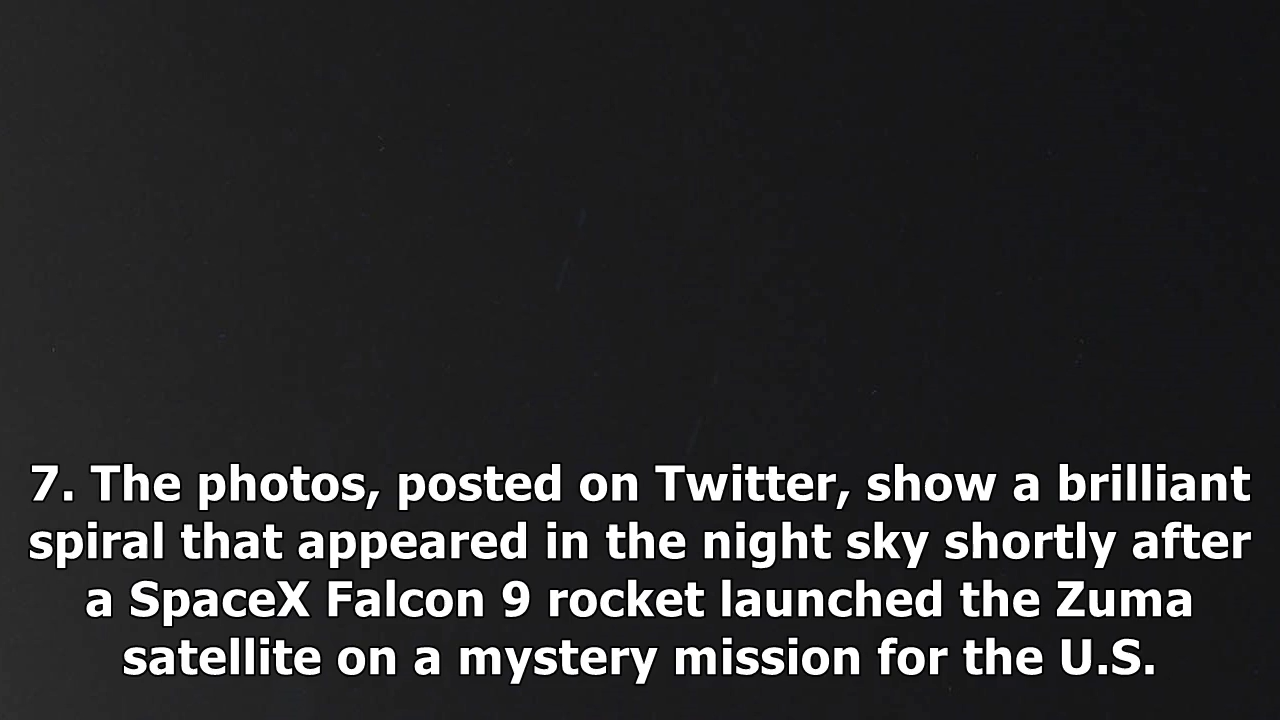 7. The photos, posted on Twitter, show a brilliant
spiral that appeared in the night sky shortly after
a SpaceX Falcon 9 rocket launched the Zuma
satellite on a mystery mission for the U.S.